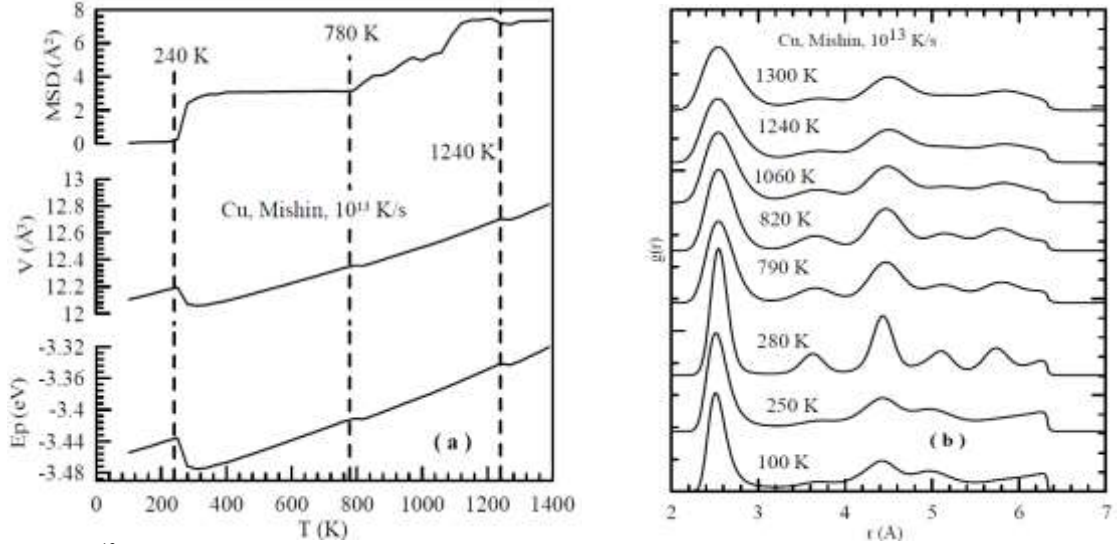 MSD (Å²)
8
6
4
2
0
240 K
780 K
1240 K
V (Å³)
13
12.8
12.6
12.4
12.2
12
Cu, Mishin, 10¹³ K/s
Ep (eV)
-3.32
-3.36
-3.4
-3.44
-3.48
( a )
0 200 400 600 800 1000 1200 1400
T (K)
g(r)
Cu, Mishin, 10¹³ K/s
1300 K
1240 K
1060 K
820 K
790 K
280 K
250 K
( b )
100 K
2 3 4 5 6 7
r (A)